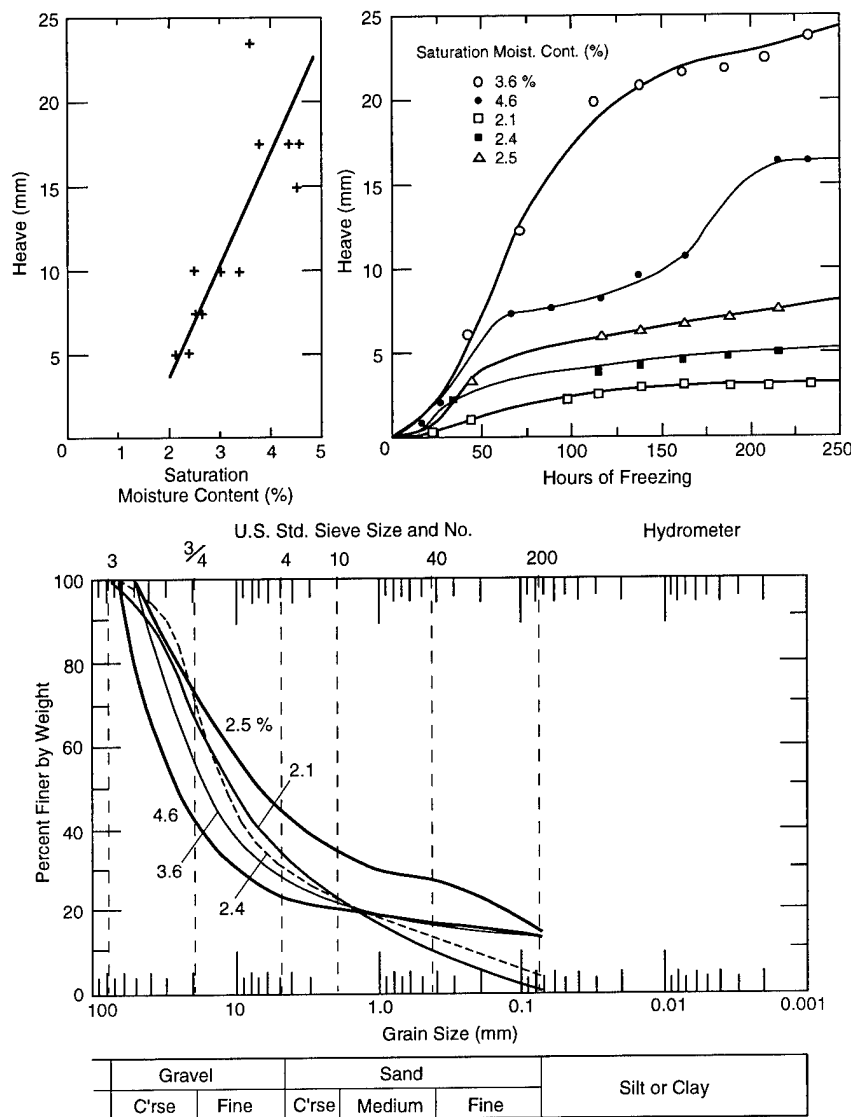 25
20
15
10
5
0
Heave (mm)
0 1 2 3 4 5
Saturation
Moisture Content (%)
Saturation Moist. Cont. (%)
3.6 %
4.6
2.1
2.4
2.5
Heave (mm)
25
20
15
10
5
0 50 100 150 200 250
Hours of Freezing
U.S. Std. Sieve Size and No.
Hydrometer
3 3/4 4 10 40 200
100
80
60
40
20
0
Percent Finer by Weight
2.5 %
2.1
4.6
3.6
2.4
100 10 1.0 0.1 0.01 0.001
Grain Size (mm)
Gravel
Sand
Silt or Clay
C'rse
Fine
C'rse
Medium
Fine